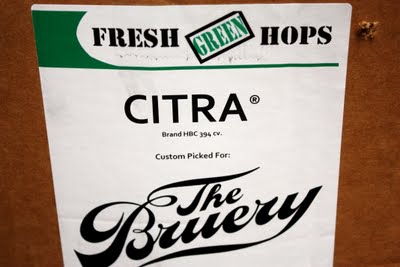 FRESH GREEN HOPS
CITRA®
Brand HBC 394 cv.
Custom Picked For:
The
Bruery